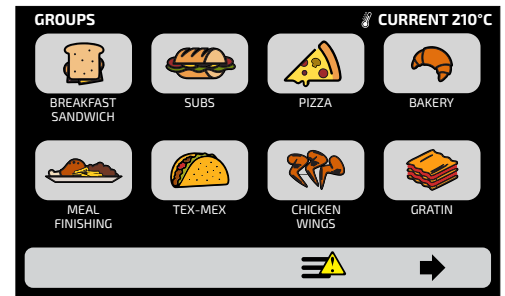 GROUPS
CURRENT 210°C
BREAKFAST
SANDWICH
SUBS
PIZZA
BAKERY
MEAL
FINISHING
TEX-MEX
CHICKEN
WINGS
GRATIN